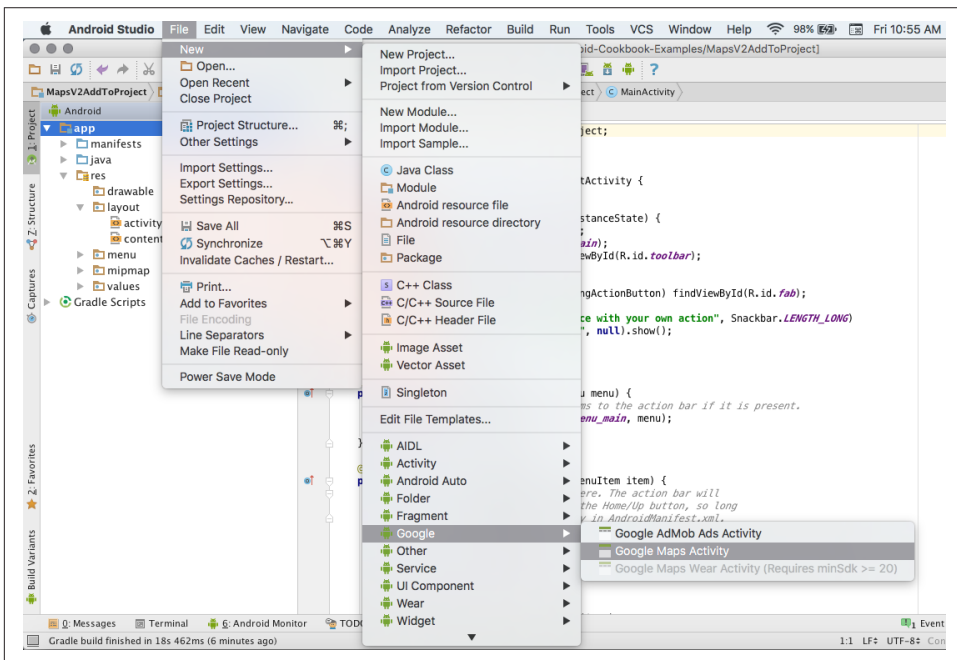 Android Studio File Edit View Navigate Code Analyze Refactor Build Run Tools VCS Window Help 98% Fri 10:55 AM
oid-Cookbook-Examples/MapsV2AddToProject]
MapsV2AddToProject
ect MainActivity
1: Project
Z: Structure
Captures
2: Favorites
Build Variants
Android
app
manifests
java
res
drawable
layout
activity
content
menu
mipmap
values
Gradle Scripts
New
Open...
Open Recent
Close Project
Project Structure... ⌘;
Other Settings
Import Settings...
Export Settings...
Settings Repository...
Save All ⌘S
Synchronize ⌥⌘Y
Invalidate Caches / Restart...
Print...
Add to Favorites
File Encoding
Line Separators
Make File Read-only
Power Save Mode
New Project...
Import Project...
Project from Version Control
New Module...
Import Module...
Import Sample...
Java Class
Module
Android resource file
Android resource directory
File
Package
C++ Class
C/C++ Source File
C/C++ Header File
Image Asset
Vector Asset
Singleton
Edit File Templates...
AIDL
Activity
Android Auto
Folder
Fragment
Google
Other
Service
UI Component
Wear
Widget
Google AdMob Ads Activity
Google Maps Activity
Google Maps Wear Activity (Requires minSdk >= 20)
ject;
tActivity {
stanceState) {
;
ain);
ewById(R.id.toolbar);
ngActionButton) findViewById(R.id.fab);
ce with your own action", Snackbar.LENGTH_LONG)
", null).show();
u menu) {
ms to the action bar if it is present.
enu_main, menu);
}
enuItem item) {
ere. The action bar will
the Home/Up button, so long
y in AndroidManifest.xml.
0: Messages Terminal 6: Android Monitor TODO 1 Event
Gradle build finished in 18s 462ms (6 minutes ago) 1:1 LF UTF-8 Con